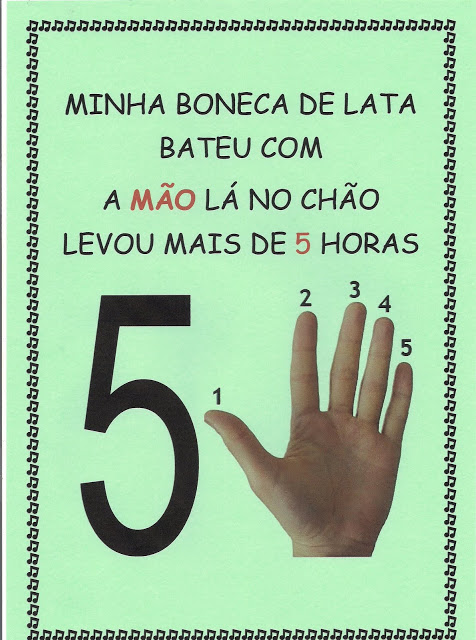 MINHA BONECA DE LATA
BATEU COM
A MÃO LÁ NO CHÃO
LEVOU MAIS DE 5 HORAS
5
1
2
3
4
5